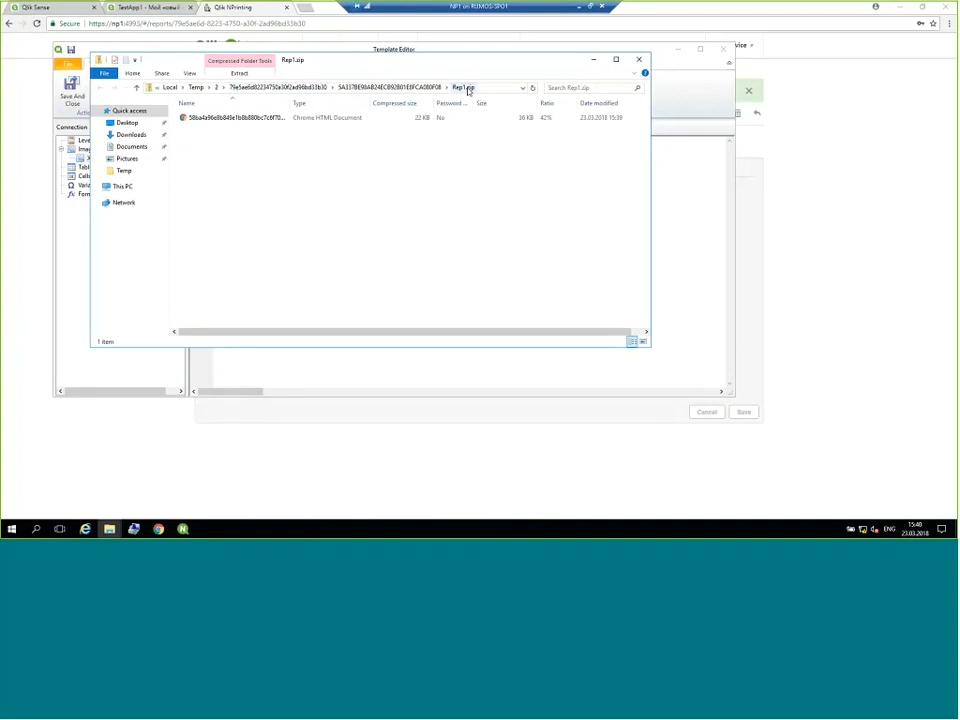 Qlik Sense
TestApp1 - Мой новый
Qlik NPrinting
NP1 on RUMOS-SPO1
Secure
https://np1:4993/#/reports/79e5ae6d-8223-4750-a30f-2ad96bd33b30
Template Editor
Compressed Folder Tools
Rep1.zip
File
Home
Share
View
Extract
Save And
Close
Local
Temp
2
Rep1.zip
Search Rep1.zip
Connection
Quick access
Desktop
Downloads
Documents
Pictures
Temp
This PC
Network
Name
Type
Compressed size
Password ...
Size
Ratio
Date modified
Chrome HTML Document
22 KB
No
36 KB
42%
23.03.2018 15:39
1 item
Cancel
Save
ENG
15:40
23.03.2018